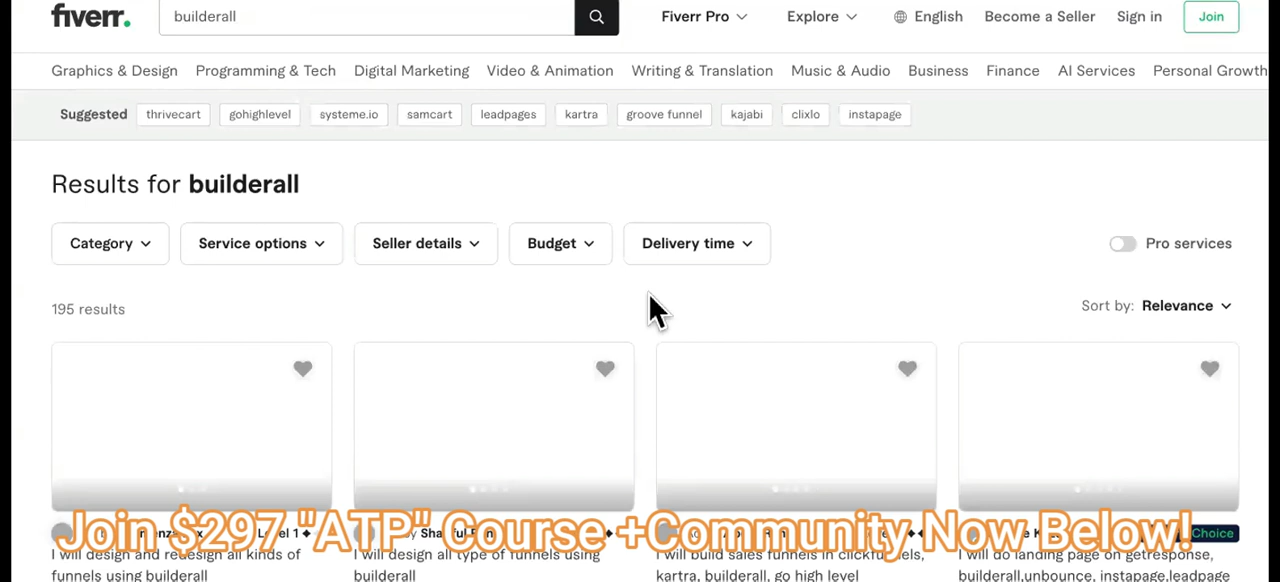 fiverr.
builderall
Fiverr Pro
Explore
English
Become a Seller
Sign in
Join
Graphics & Design
Programming & Tech
Digital Marketing
Video & Animation
Writing & Translation
Music & Audio
Business
Finance
AI Services
Personal Growth
Suggested
thrivecart
gohighlevel
systeme.io
samcart
leadpages
kartra
groove funnel
kajabi
clixlo
instapage
Results for builderall
Category
Service options
Seller details
Budget
Delivery time
Pro services
195 results
Sort by: Relevance
Join $297 "ATP" Course +Community Now Below!
Level 1
Choice
I will design and redesign all kinds of
funnels using builderall
I will design all type of funnels using
builderall
I will build sales funnels in clickfunnels,
kartra, builderall, go high level
I will do landing page on getresponse,
builderall,unbounce, instapage,leadpage